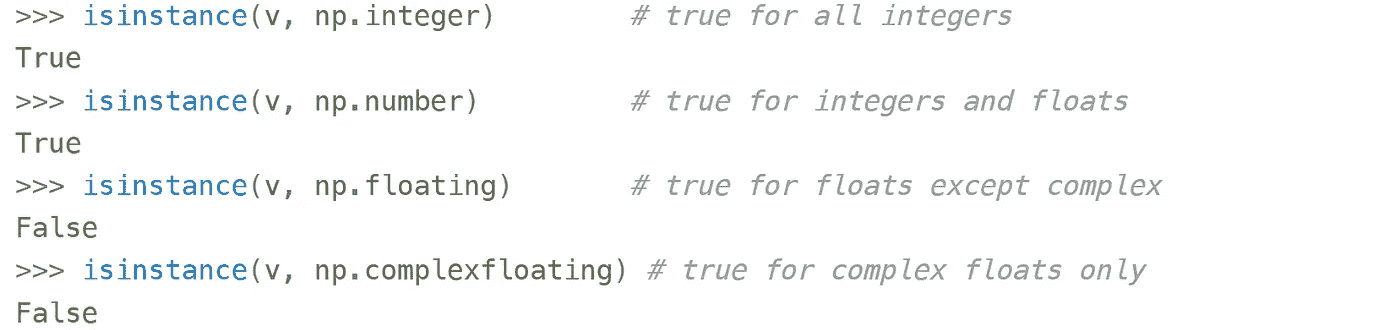 >>> isinstance(v, np.integer)        # true for all integers
True
>>> isinstance(v, np.number)         # true for integers and floats
True
>>> isinstance(v, np.floating)       # true for floats except complex
False
>>> isinstance(v, np.complexfloating) # true for complex floats only
False